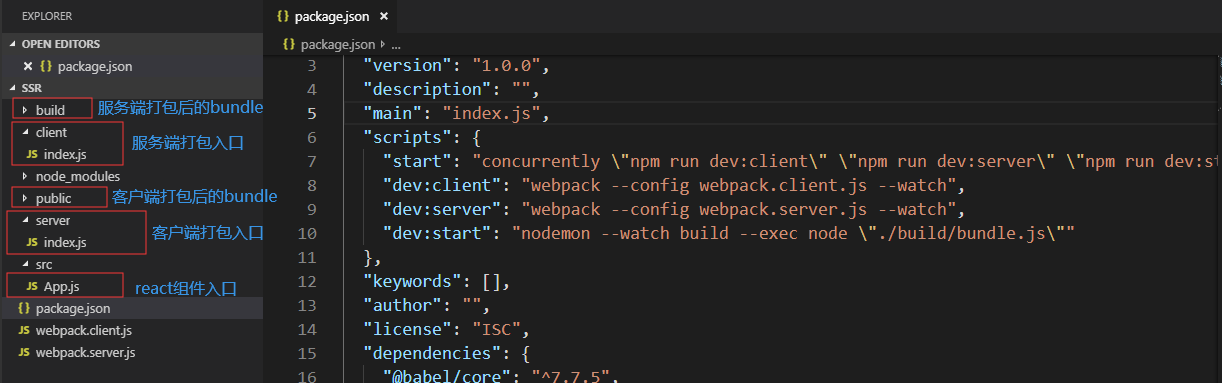 EXPLORER
OPEN EDITORS
× {} package.json
SSR
build 服务端打包后的bundle
client
JS index.js 服务端打包入口
node_modules
public 客户端打包后的bundle
server
JS index.js 客户端打包入口
src
JS App.js react组件入口
{} package.json
JS webpack.client.js
JS webpack.server.js
{} package.json ×
{} package.json ...
3 "version": "1.0.0",
4 "description": "",
5 "main": "index.js",
6 "scripts": {
7 "start": "concurrently \"npm run dev:client\" \"npm run dev:server\" \"npm run dev:st
8 "dev:client": "webpack --config webpack.client.js --watch",
9 "dev:server": "webpack --config webpack.server.js --watch",
10 "dev:start": "nodemon --watch build --exec node \"./build/bundle.js\""
11 },
12 "keywords": [],
13 "author": "",
14 "license": "ISC",
15 "dependencies": {
16 "@babel/core": "^7.7.5",